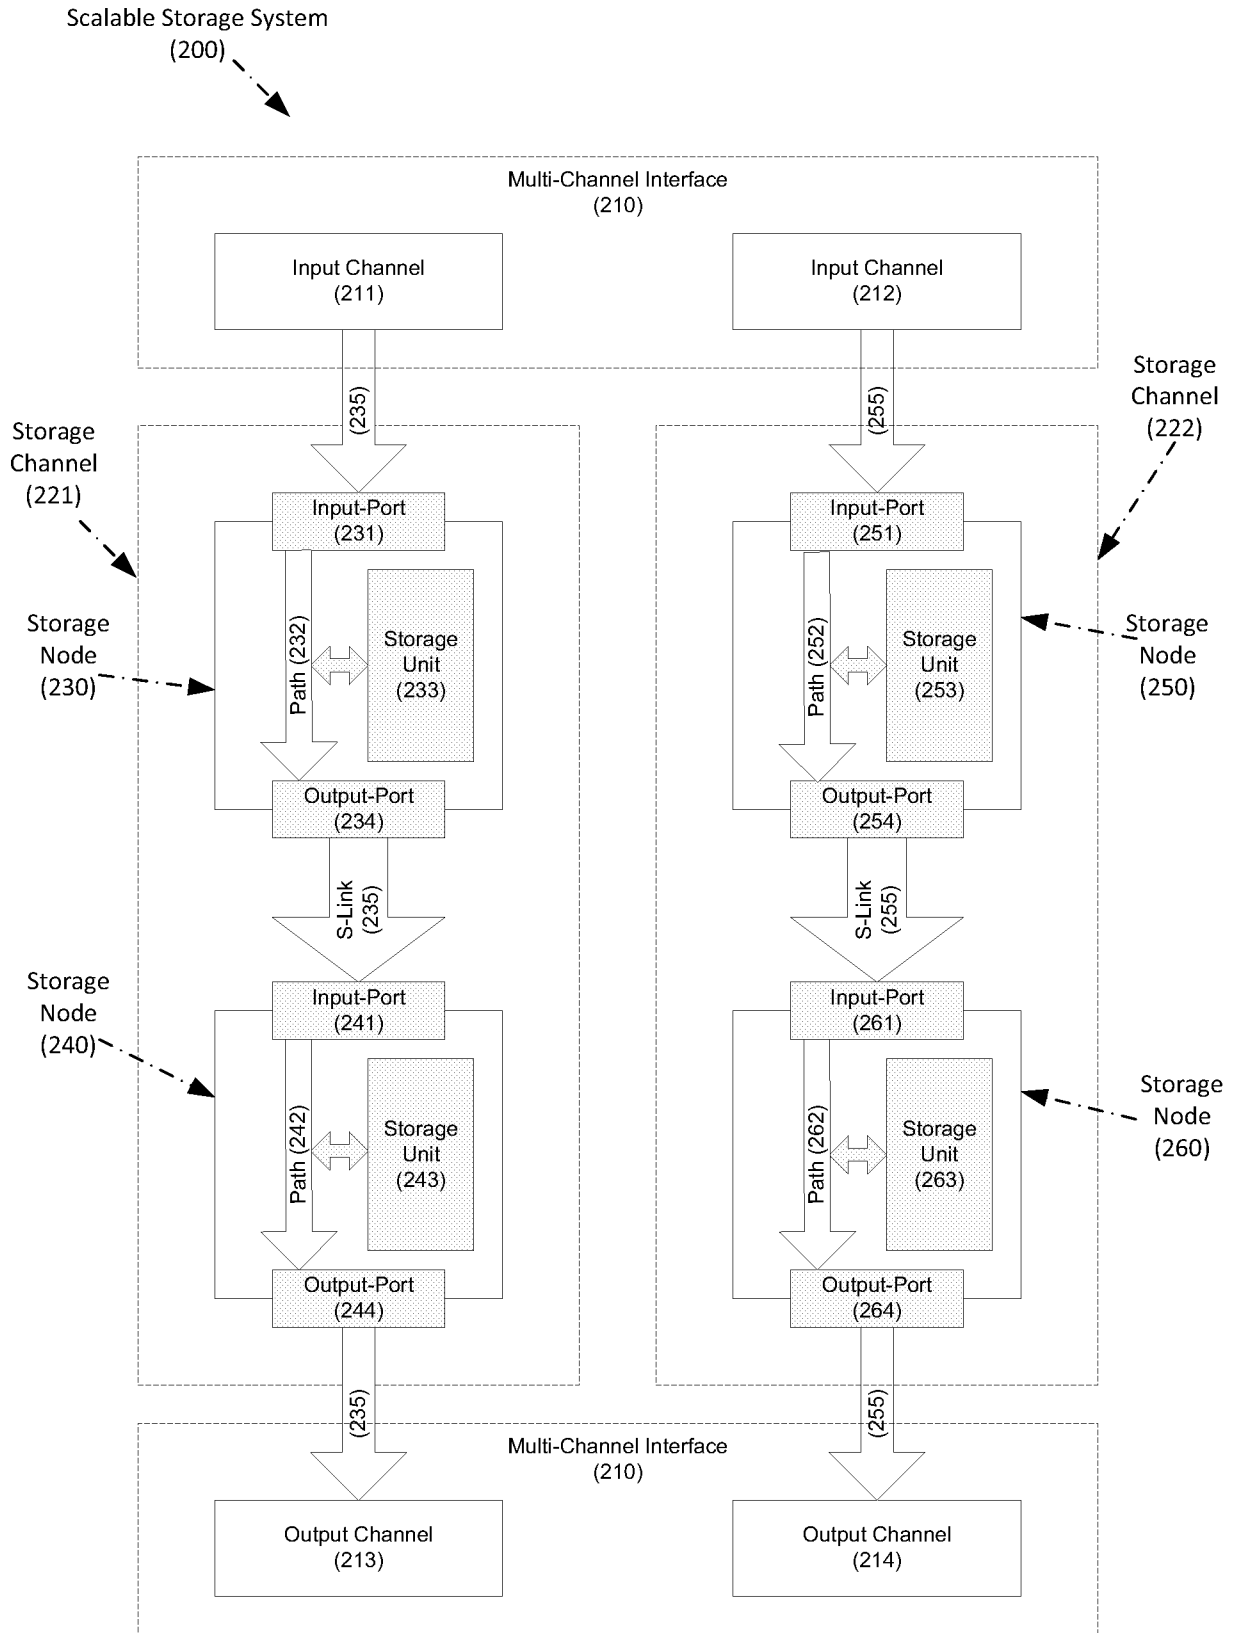 Scalable Storage System
(200)
Multi-Channel Interface
(210)
Input Channel
(211)
Input Channel
(212)
(235)
(255)
Storage
Channel
(221)
Storage
Channel
(222)
Input-Port
(231)
Path (232)
Storage
Unit
(233)
Output-Port
(234)
Storage
Node
(230)
Input-Port
(251)
Path (252)
Storage
Unit
(253)
Output-Port
(254)
Storage
Node
(250)
S-Link
(235)
S-Link
(255)
Storage
Node
(240)
Input-Port
(241)
Path (242)
Storage
Unit
(243)
Output-Port
(244)
Input-Port
(261)
Path (262)
Storage
Unit
(263)
Output-Port
(264)
Storage
Node
(260)
(235)
(255)
Multi-Channel Interface
(210)
Output Channel
(213)
Output Channel
(214)